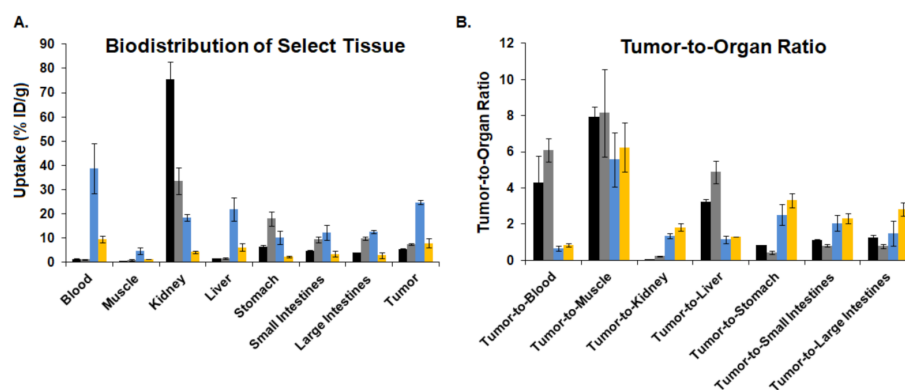 A.
Biodistribution of Select Tissue
Uptake (% ID/g)
90
80
70
60
50
40
30
20
10
0
Blood
Muscle
Kidney
Liver
Stomach
Small Intestines
Large Intestines
Tumor
B.
Tumor-to-Organ Ratio
Tumor-to-Organ Ratio
12
10
8
6
4
2
0
Tumor-to-Blood
Tumor-to-Muscle
Tumor-to-Kidney
Tumor-to-Liver
Tumor-to-Stomach
Tumor-to-Small Intestines
Tumor-to-Large Intestines